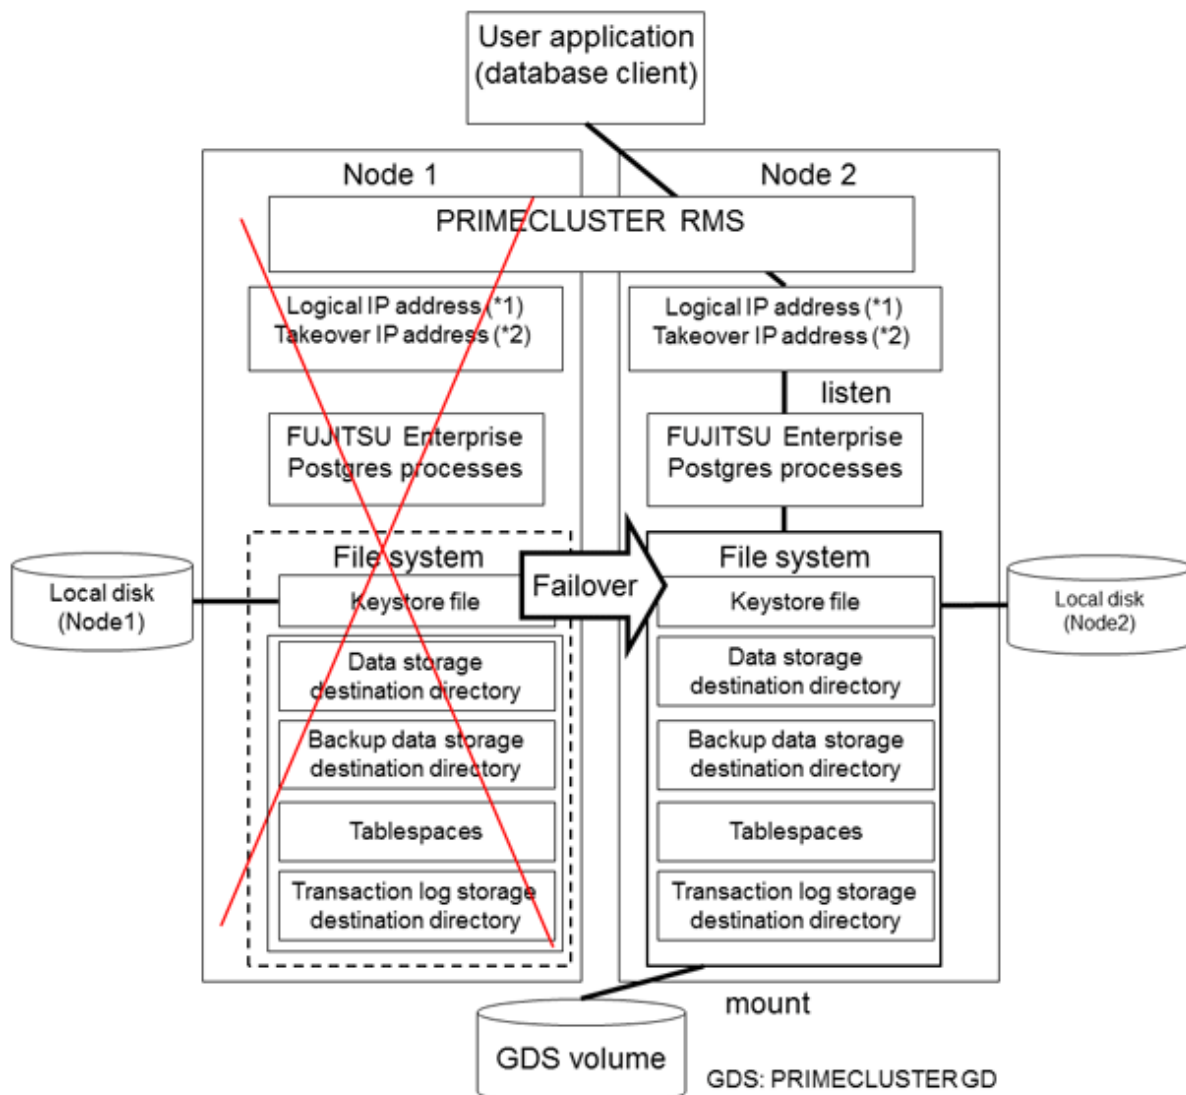 User application
(database client)
Node 1
Node 2
PRIMECLUSTER RMS
Logical IP address (*1)
Takeover IP address (*2)
Logical IP address (*1)
Takeover IP address (*2)
listen
FUJITSU Enterprise
Postgres processes
FUJITSU Enterprise
Postgres processes
File system
Failover
File system
Local disk
(Node1)
Keystore file
Keystore file
Local disk
(Node2)
Data storage
destination directory
Data storage
destination directory
Backup data storage
destination directory
Backup data storage
destination directory
Tablespaces
Tablespaces
Transaction log storage
destination directory
Transaction log storage
destination directory
mount
GDS volume
GDS: PRIMECLUSTER GD